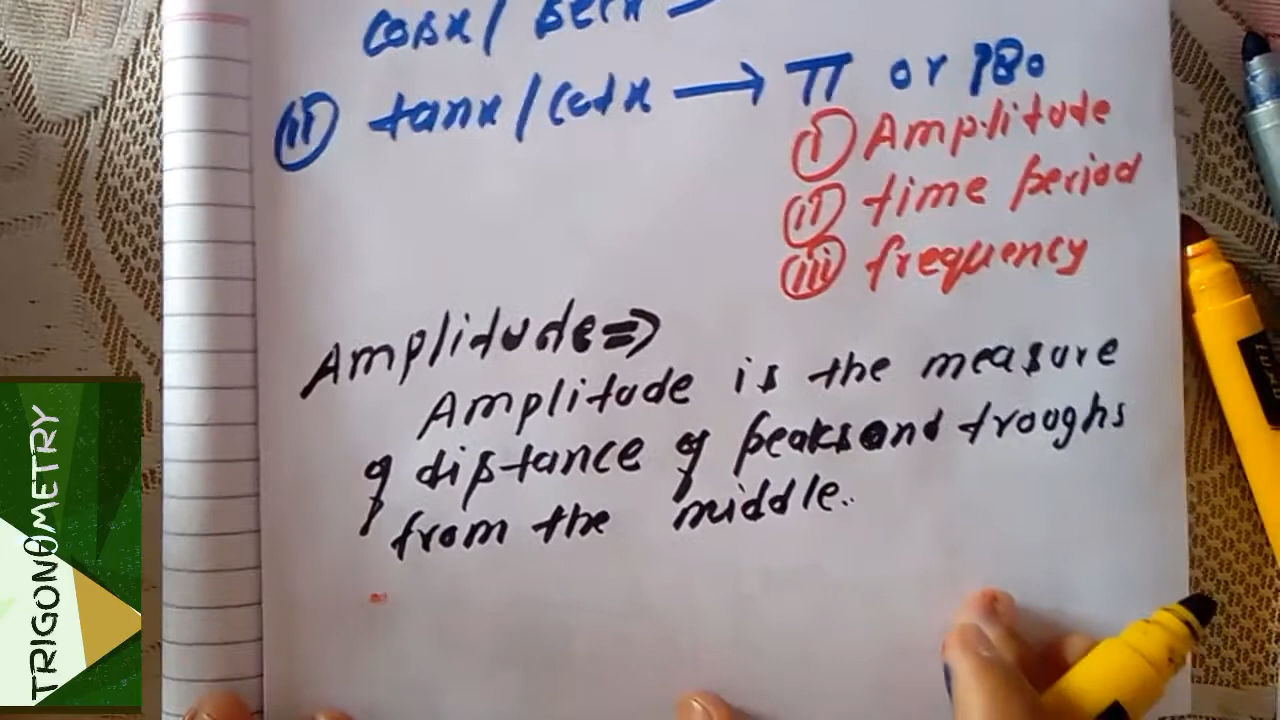 cosx/ secx →
(ii) tanx/cotx → π or 180
(i) Amplitude
(ii) time period
(iii) frequency
Amplitude ⇒
Amplitude is the measure
of distance of peaks and troughs
from the middle..
TRIGONθMETRY